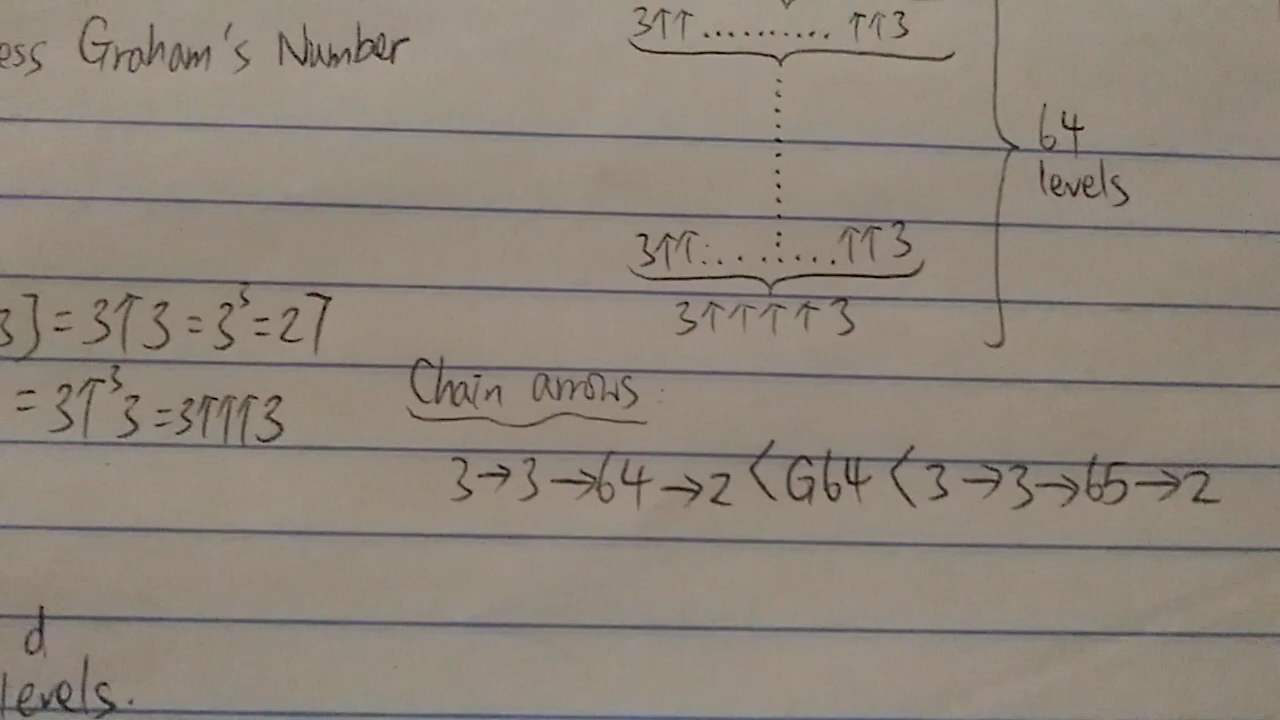 3↑↑.......... ↑↑3
ess Graham's Number
64
levels
3↑↑........↑↑3
3] = 3↑3 = 3³ = 27
3↑↑↑↑3
= 3↑³3 = 3↑↑↑3
Chain arrows:
3→3→64→2 < G64 < 3→3→65→2
d
levels.